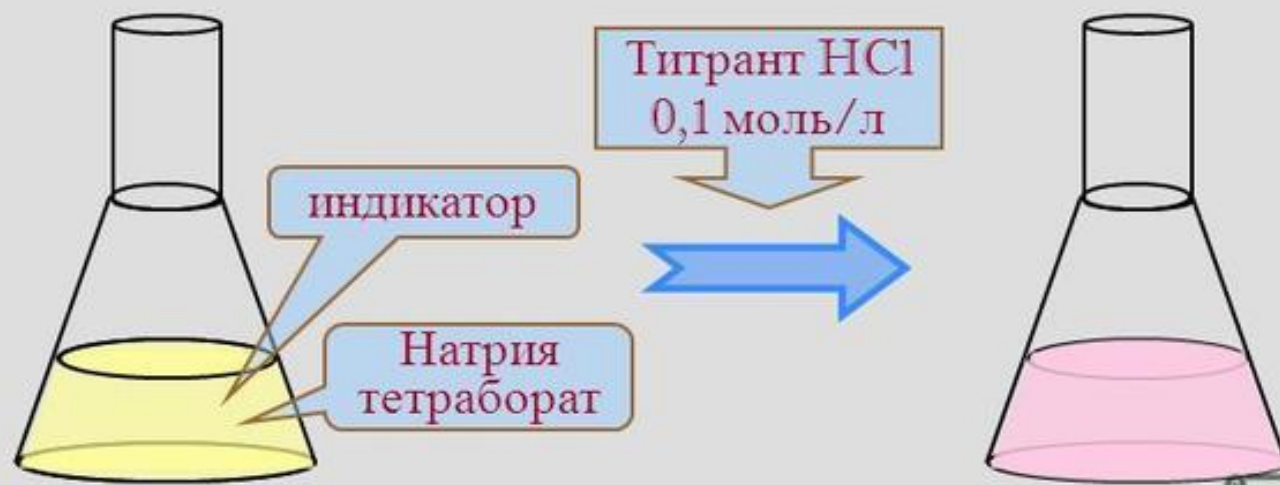 Титрант HCl
0,1 моль/л
индикатор
Натрия
тетраборат